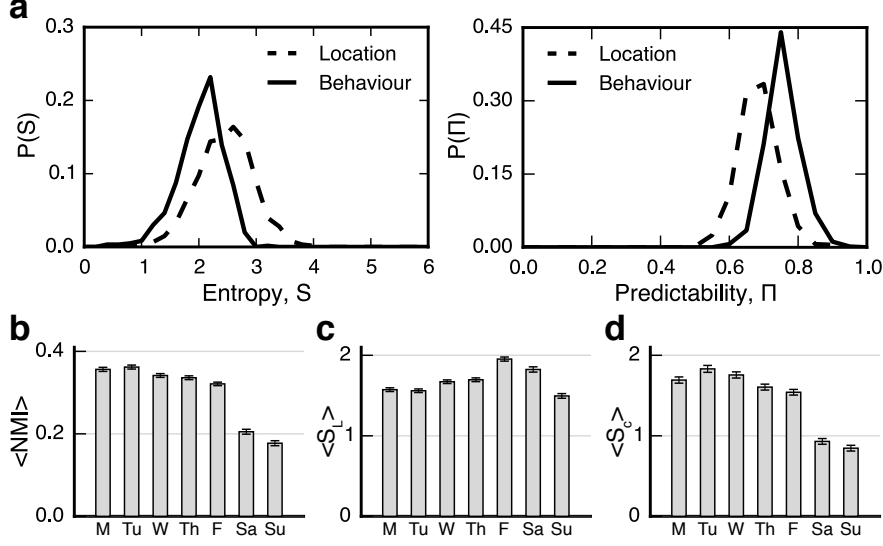 a
0.3
0.2
0.1
0.0
P(S)
Location
Behaviour
0 1 2 3 4 5 6
Entropy, S
0.45
0.30
0.15
0.00
P(Π)
Location
Behaviour
0.0 0.2 0.4 0.6 0.8 1.0
Predictability, Π
b
0.4
0.2
0.0
<NMI>
M Tu W Th F Sa Su
c
2
1
0
<S_L>
M Tu W Th F Sa Su
d
2
1
0
<S_c>
M Tu W Th F Sa Su